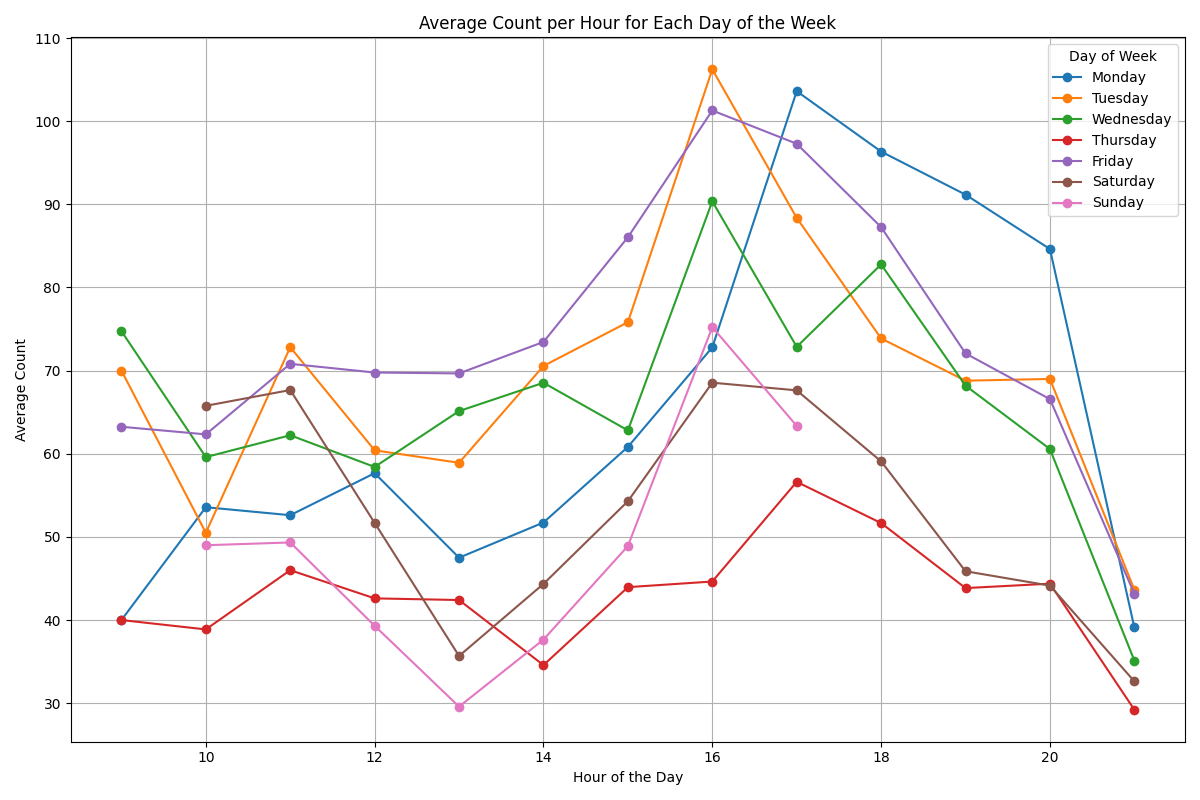 Average Count per Hour for Each Day of the Week
110
100
90
80
70
60
50
40
30
Average Count
Day of Week
Monday
Tuesday
Wednesday
Thursday
Friday
Saturday
Sunday
10 12 14 16 18 20
Hour of the Day